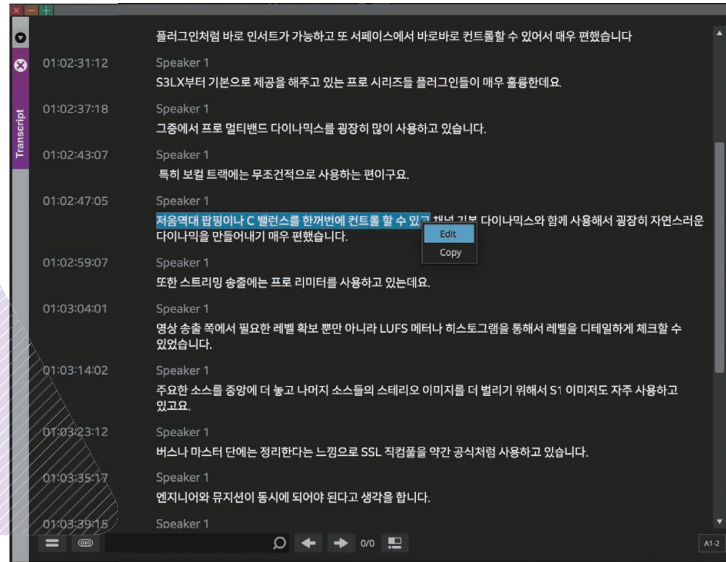 플러그인처럼 바로 인서트가 가능하고 또 서페이스에서 바로바로 컨트롤할 수 있어서 매우 편했습니다
01:02:31:12 Speaker 1
S3LX부터 기본으로 제공을 해주고 있는 프로 시리즈들 플러그인들이 매우 훌륭한데요.
01:02:37:18 Speaker 1
그중에서 프로 멀티밴드 다이나믹스를 굉장히 많이 사용하고 있습니다.
01:02:43:07 Speaker 1
특히 보컬 트랙에는 무조건적으로 사용하는 편이구요.
01:02:47:05 Speaker 1
저음역대 팝핑이나 C 밸런스를 한꺼번에 컨트롤 할 수 있고 채널 기본 다이나믹스와 함께 사용해서 굉장히 자연스러운
다이나믹을 만들어내기 매우 편했습니다.
Edit
Copy
01:02:59:07 Speaker 1
또한 스트리밍 송출에는 프로 리미터를 사용하고 있는데요.
01:03:04:01 Speaker 1
영상 송출 쪽에서 필요한 레벨 확보 뿐만 아니라 LUFS 메터나 히스토그램을 통해서 레벨을 디테일하게 체크할 수
있었습니다.
01:03:14:02 Speaker 1
주요한 소스를 중앙에 더 놓고 나머지 소스들의 스테리오 이미지를 더 벌리기 위해서 S1 이미저도 자주 사용하고
있고요.
01:03:23:12 Speaker 1
버스나 마스터 단에는 정리한다는 느낌으로 SSL 직컴풀을 약간 공식처럼 사용하고 있습니다.
01:03:35:17 Speaker 1
엔지니어와 뮤지션이 동시에 되어야 된다고 생각을 합니다.
01:03:39:15 Speaker 1
Transcript
0/0
A1-2